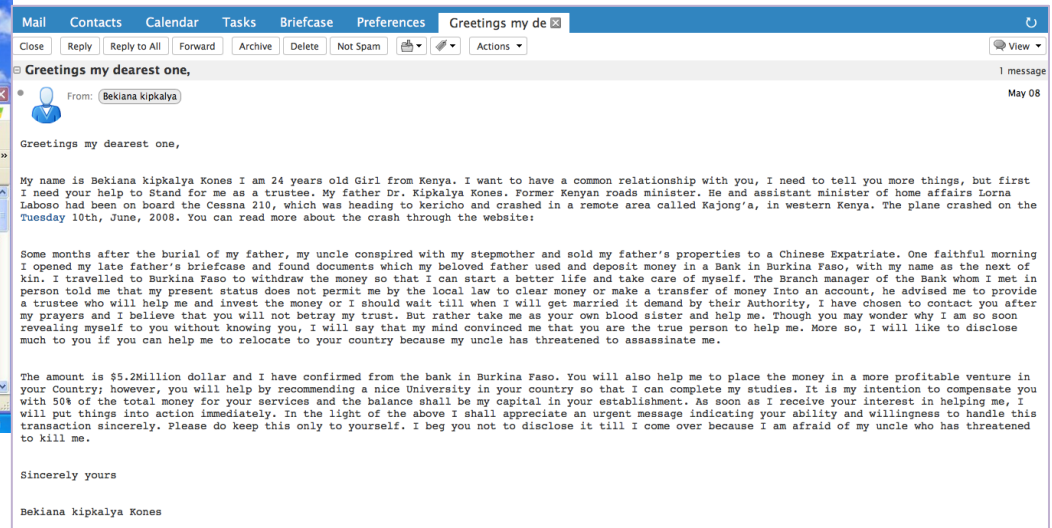 Mail Contacts Calendar Tasks Briefcase Preferences Greetings my de
Close Reply Reply to All Forward Archive Delete Not Spam Actions View
Greetings my dearest one, 1 message
From: Bekiana kipkalya May 08
Greetings my dearest one,
My name is Bekiana kipkalya Kones I am 24 years old Girl from Kenya. I want to have a common relationship with you, I need to tell you more things, but first
I need your help to Stand for me as a trustee. My father Dr. Kipkalya Kones. Former Kenyan roads minister. He and assistant minister of home affairs Lorna
Laboso had been on board the Cessna 210, which was heading to kericho and crashed in a remote area called Kajong'a, in western Kenya. The plane crashed on the
Tuesday 10th, June, 2008. You can read more about the crash through the website:
Some months after the burial of my father, my uncle conspired with my stepmother and sold my father's properties to a Chinese Expatriate. One faithful morning
I opened my late father's briefcase and found documents which my beloved father used and deposit money in a Bank in Burkina Faso, with my name as the next of
kin. I travelled to Burkina Faso to withdraw the money so that I can start a better life and take care of myself. The Branch manager of the Bank whom I met in
person told me that my present status does not permit me by the local law to clear money or make a transfer of money Into an account, he advised me to provide
a trustee who will help me and invest the money or I should wait till when I will get married it demand by their Authority, I have chosen to contact you after
my prayers and I believe that you will not betray my trust. But rather take me as your own blood sister and help me. Though you may wonder why I am so soon
revealing myself to you without knowing you, I will say that my mind convinced me that you are the true person to help me. More so, I will like to disclose
much to you if you can help me to relocate to your country because my uncle has threatened to assassinate me.
The amount is $5.2Million dollar and I have confirmed from the bank in Burkina Faso. You will also help me to place the money in a more profitable venture in
your Country; however, you will help by recommending a nice University in your country so that I can complete my studies. It is my intention to compensate you
with 50% of the total money for your services and the balance shall be my capital in your establishment. As soon as I receive your interest in helping me, I
will put things into action immediately. In the light of the above I shall appreciate an urgent message indicating your ability and willingness to handle this
transaction sincerely. Please do keep this only to yourself. I beg you not to disclose it till I come over because I am afraid of my uncle who has threatened
to kill me.
Sincerely yours
Bekiana kipkalya Kones